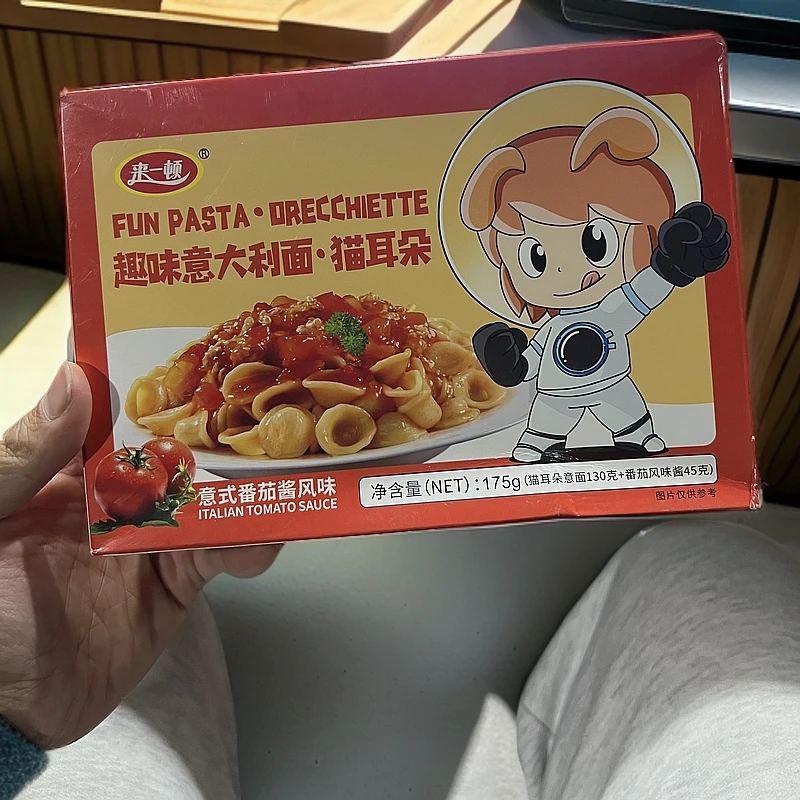 来一顿®
FUN PASTA·ORECCHIETTE
趣味意大利面·猫耳朵
意式番茄酱风味
ITALIAN TOMATO SAUCE
净含量(NET):175g(猫耳朵意面130克+番茄风味酱45克)
图片仅供参考